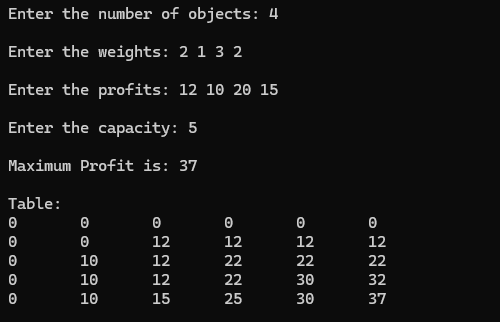 Enter the number of objects: 4
Enter the weights: 2 1 3 2
Enter the profits: 12 10 20 15
Enter the capacity: 5
Maximum Profit is: 37
Table:
0 0 0 0 0 0
0 0 12 12 12 12
0 10 12 22 22 22
0 10 12 22 30 32
0 10 15 25 30 37